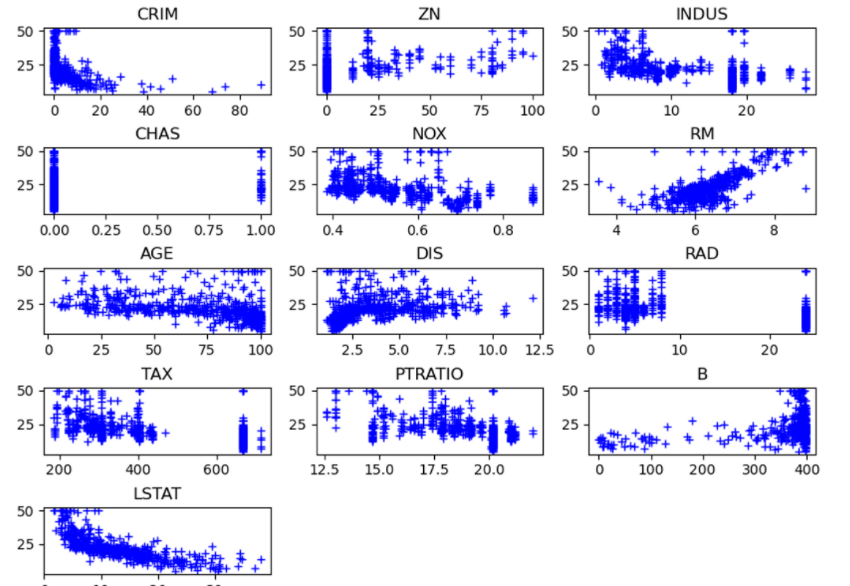 CRIM ZN INDUS
50 50 50
25 25 25
0 20 40 60 80 0 25 50 75 100 0 10 20
CHAS NOX RM
50 50 50
25 25 25
0.00 0.25 0.50 0.75 1.00 0.4 0.6 0.8 4 6 8
AGE DIS RAD
50 50 50
25 25 25
0 25 50 75 100 2.5 5.0 7.5 10.0 12.5 0 10 20
TAX PTRATIO B
50 50 50
25 25 25
200 400 600 12.5 15.0 17.5 20.0 0 100 200 300 400
LSTAT
50
25